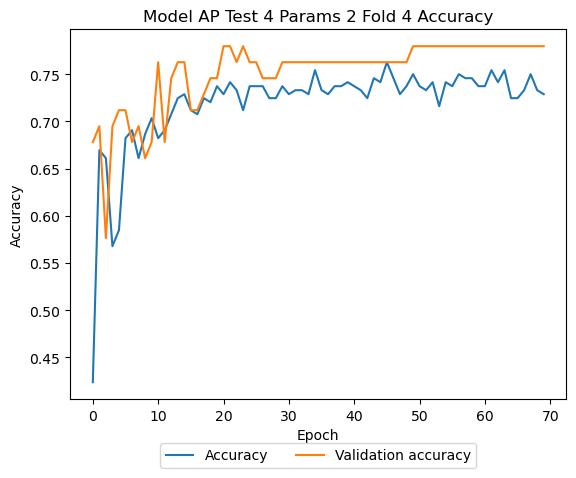 Model AP Test 4 Params 2 Fold 4 Accuracy
Accuracy
0.75
0.70
0.65
0.60
0.55
0.50
0.45
0 10 20 30 40 50 60 70
Epoch
Accuracy Validation accuracy